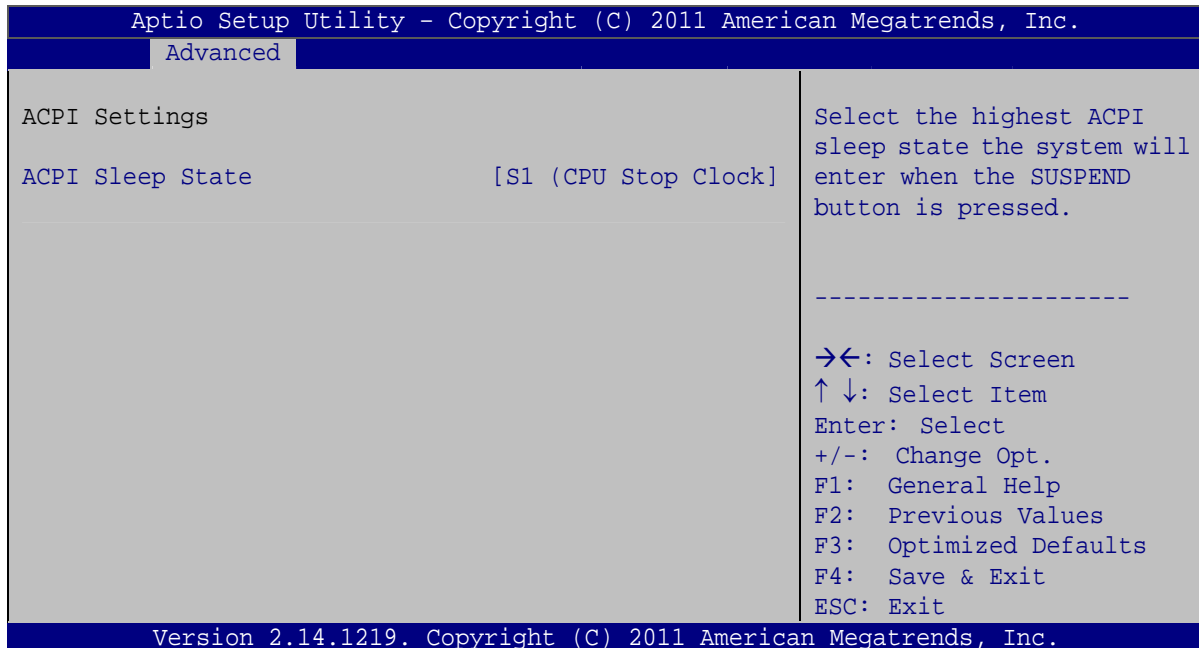 Aptio Setup Utility – Copyright (C) 2011 American Megatrends, Inc.
Advanced
ACPI Settings
ACPI Sleep State [S1 (CPU Stop Clock]
Select the highest ACPI
sleep state the system will
enter when the SUSPEND
button is pressed.
----------------------
→←: Select Screen
↑ ↓: Select Item
Enter: Select
+/-: Change Opt.
F1: General Help
F2: Previous Values
F3: Optimized Defaults
F4: Save & Exit
ESC: Exit
Version 2.14.1219. Copyright (C) 2011 American Megatrends, Inc.